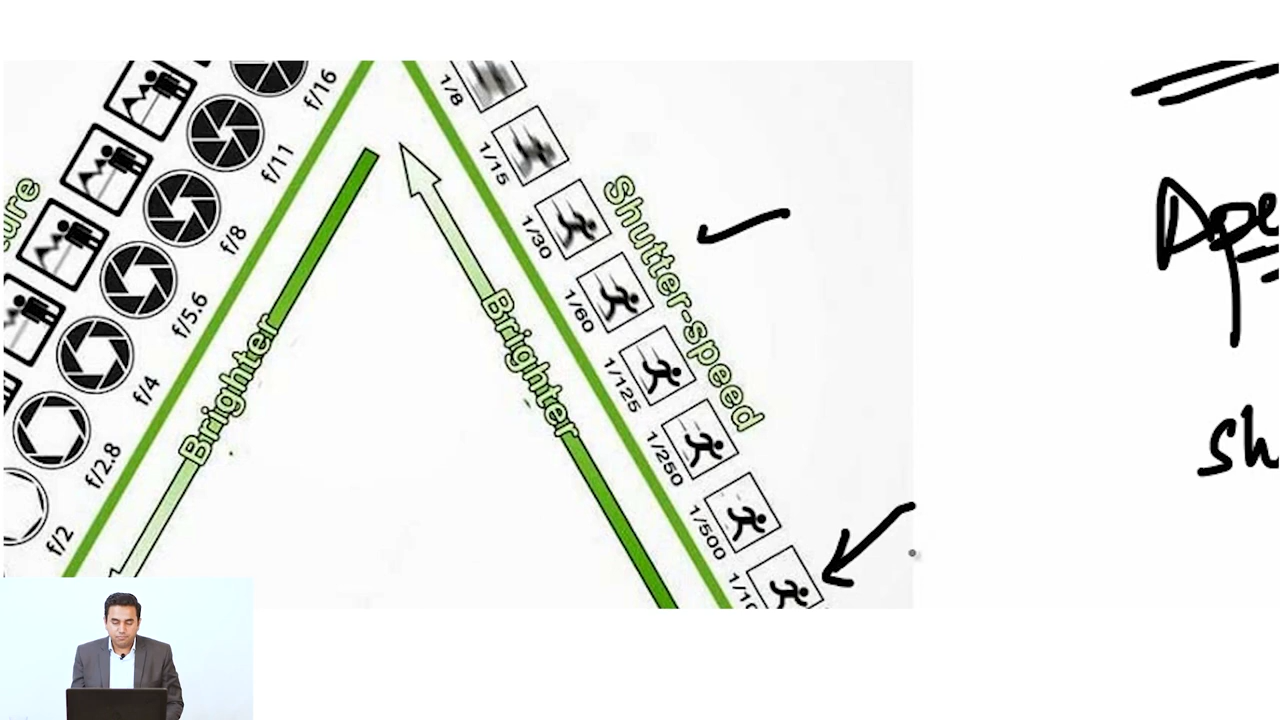 f/16
f/11
f/8
f/5.6
f/4
f/2.8
f/2
Brighter
Brighter
1/8
1/15
1/30
1/60
1/125
1/250
1/500
Shutter-speed